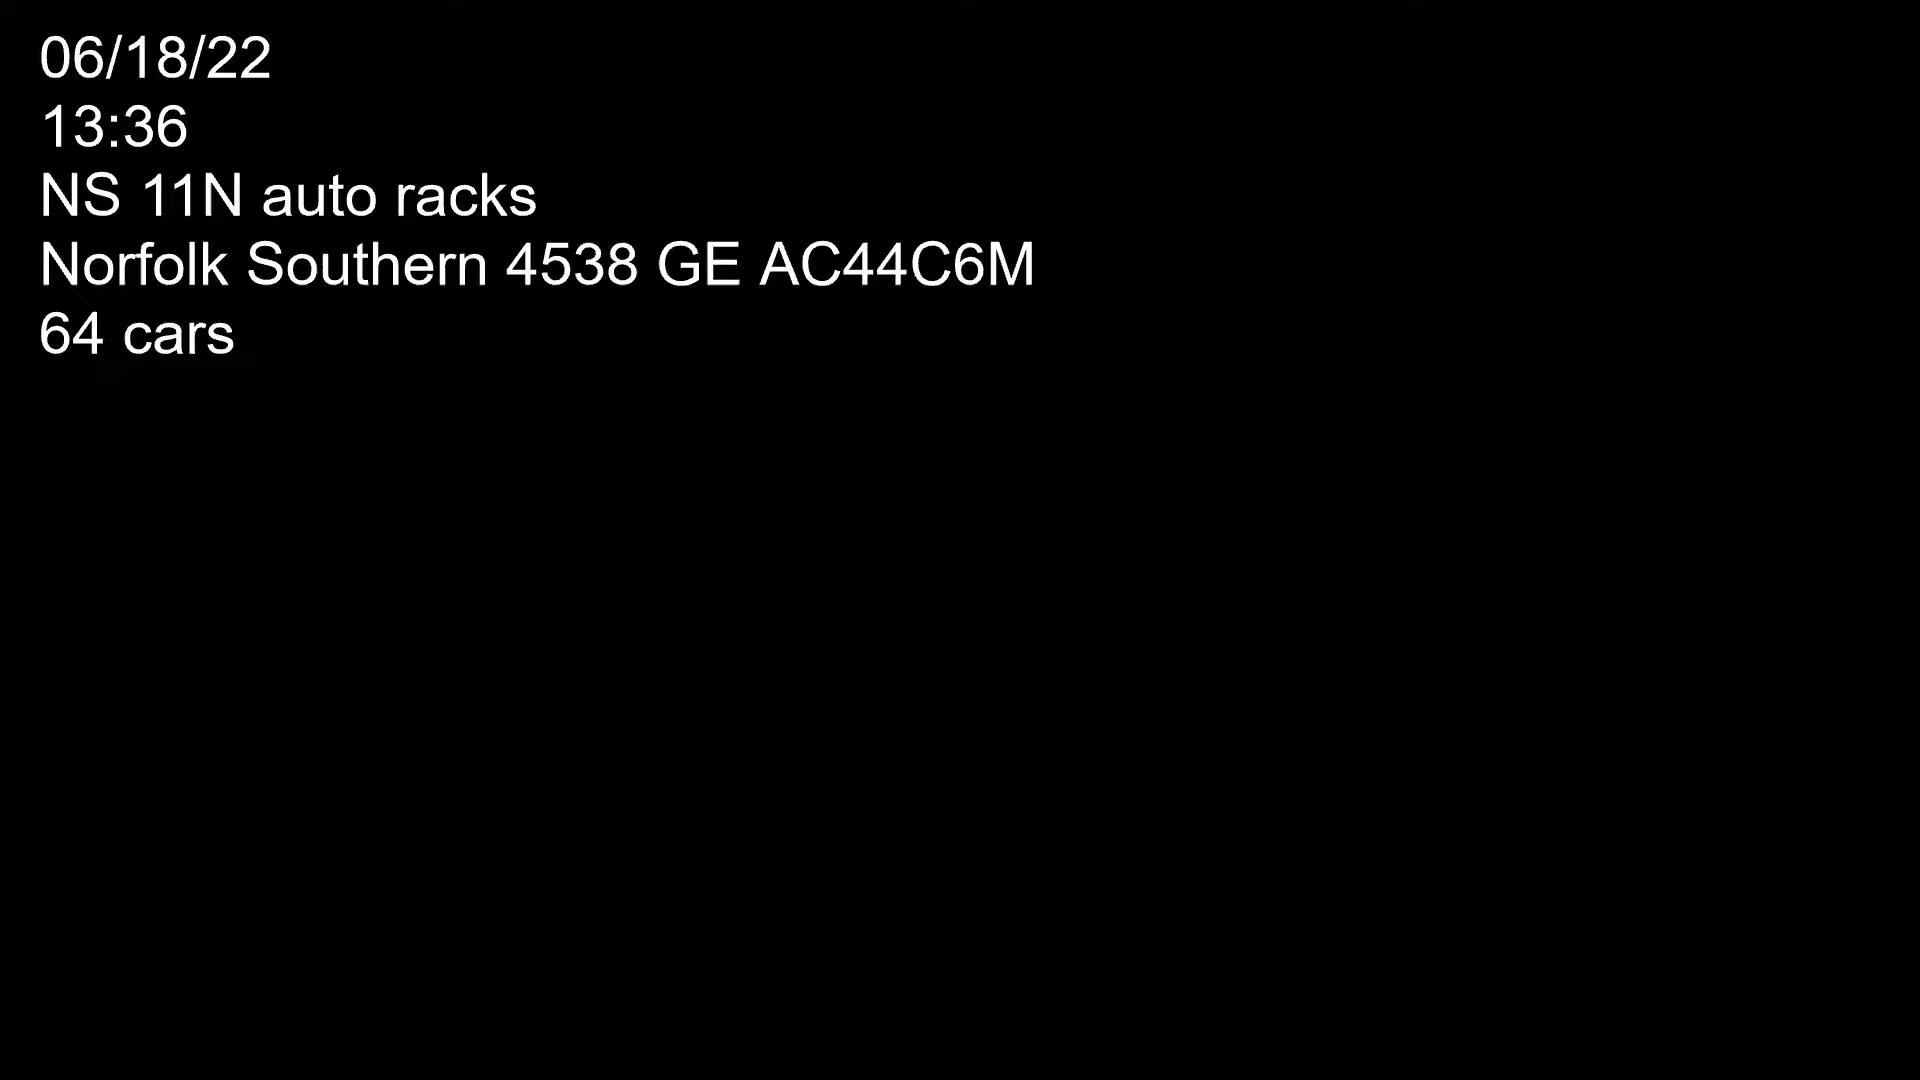 06/18/22
13:36
NS 11N auto racks
Norfolk Southern 4538 GE AC44C6M
64 cars